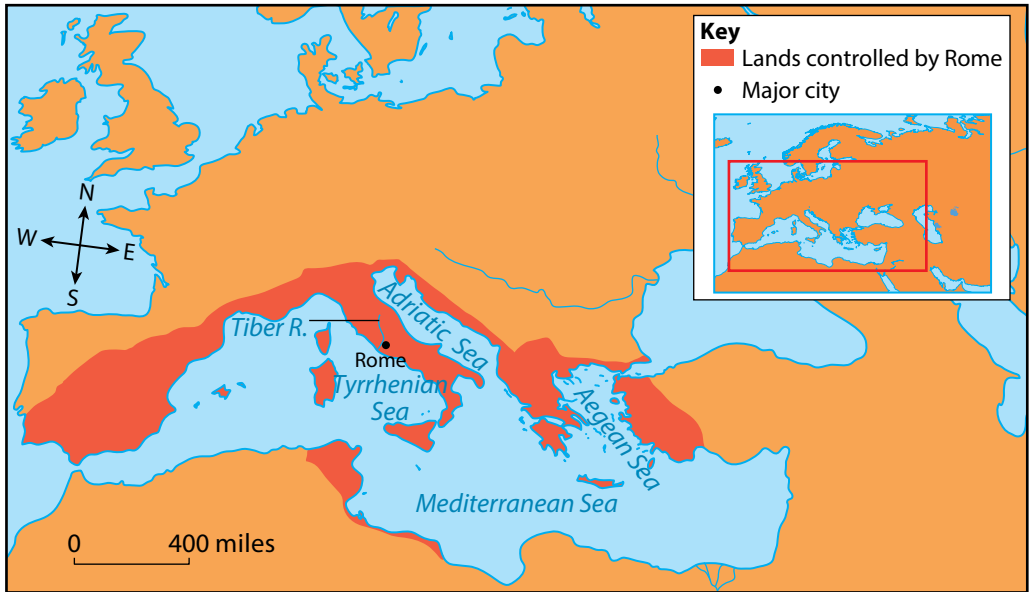 Key
Lands controlled by Rome
Major city
N
W
E
S
Adriatic Sea
Tiber R.
Rome
Tyrrhenian
Sea
Aegean Sea
Mediterranean Sea
0
400 miles